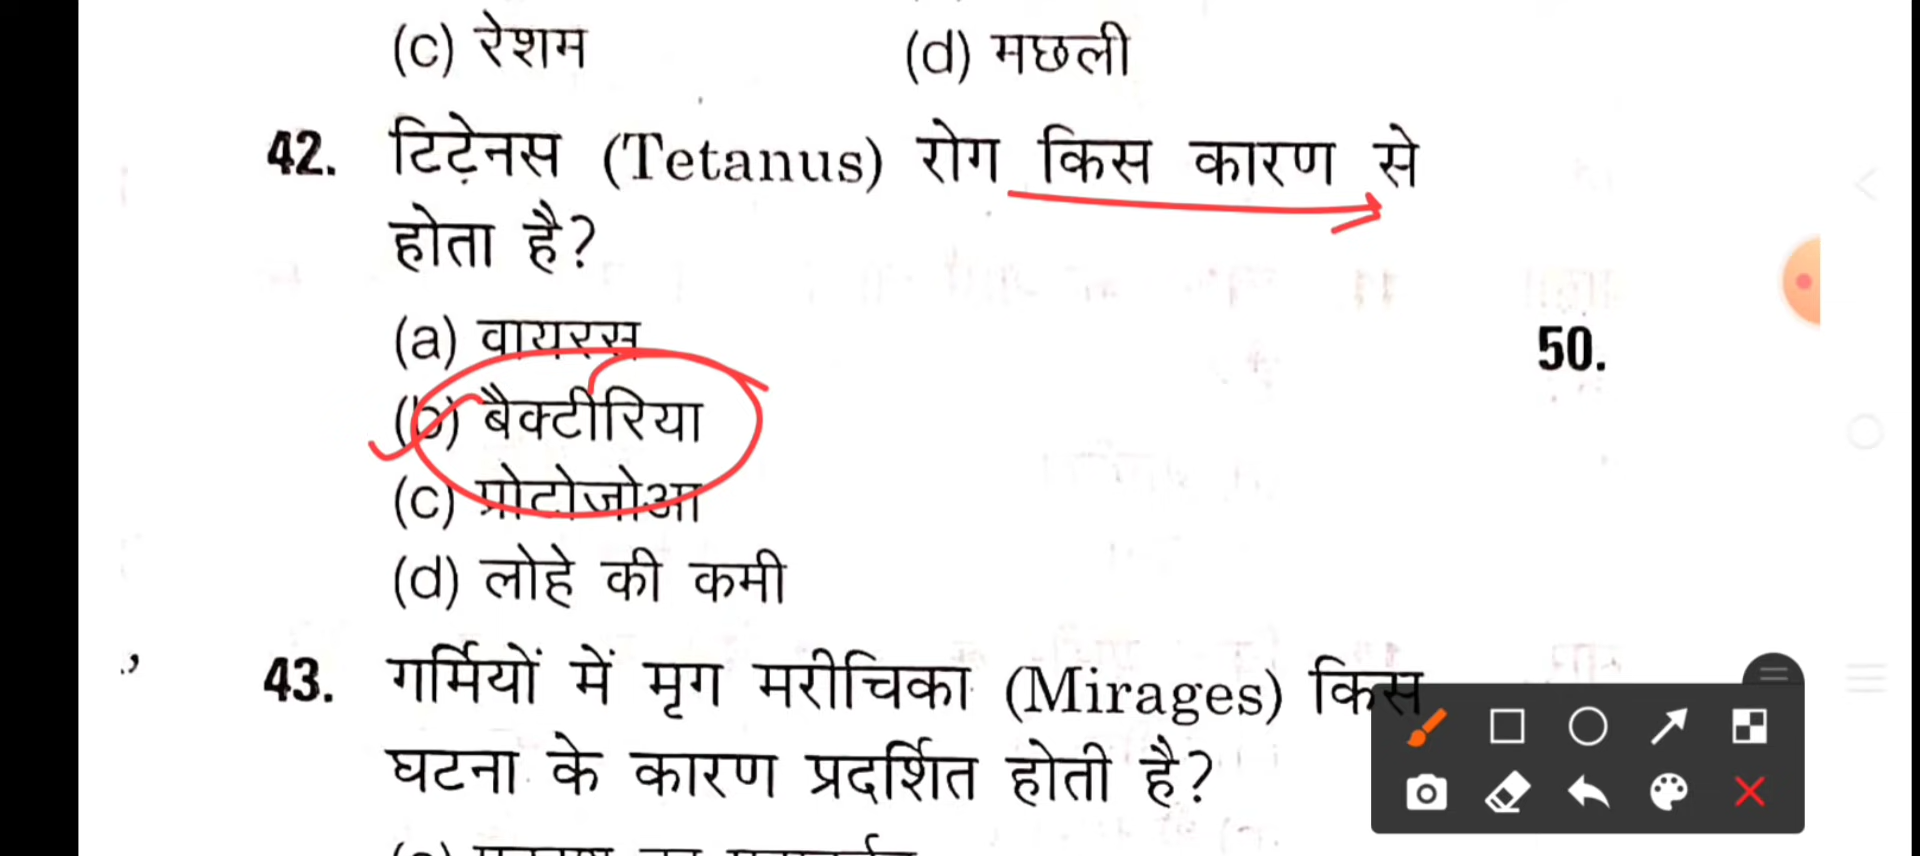 (c) रेशम (d) मछली
42. टिटेनस (Tetanus) रोग किस कारण से
होता है?
(a) वायरस
50.
(b) बैक्टीरिया
(c) प्रोटोजोआ
(d) लोहे की कमी
43. गर्मियों में मृग मरीचिका (Mirages) किस
घटना के कारण प्रदर्शित होती है?